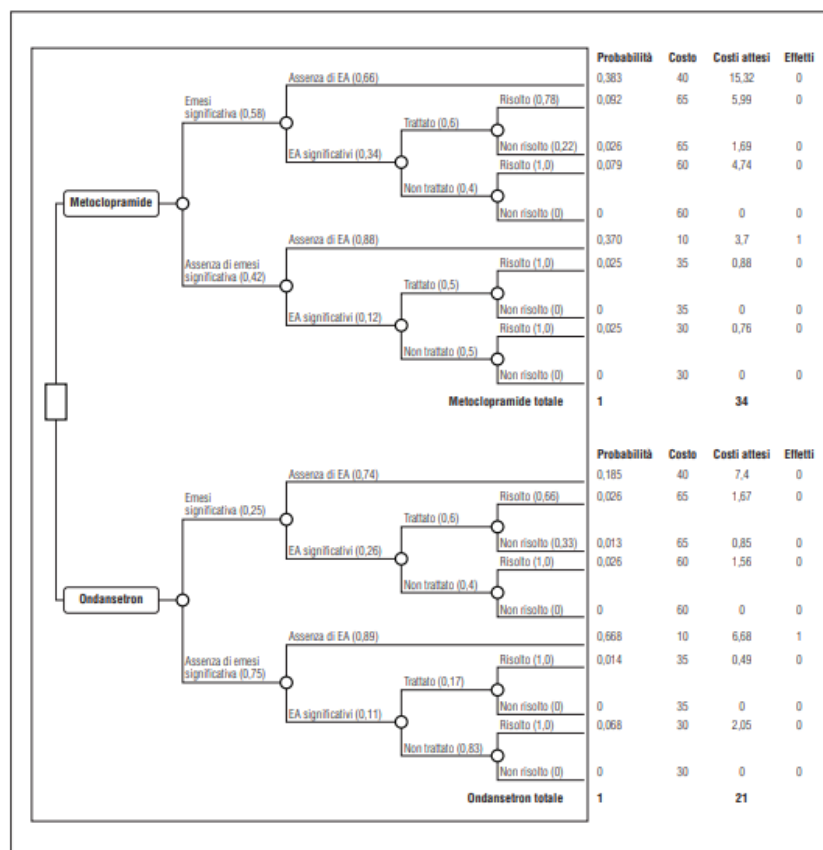 Probabilità Costo Costi attesi Effetti
Assenza di EA (0,66) 0,383 40 15,32 0
Emesi
significativa (0,58)
Risolto (0,78) 0,092 65 5,99 0
Trattato (0,6)
Non risolto (0,22) 0,026 65 1,69 0
EA significativi (0,34)
Risolto (1,0) 0,079 60 4,74 0
Non trattato (0,4)
Metoclopramide
Non risolto (0) 0 60 0 0
Assenza di EA (0,88) 0,370 10 3,7 1
Assenza di emesi
significativa (0,42)
Risolto (1,0) 0,025 35 0,88 0
Trattato (0,5)
Non risolto (0) 0 35 0 0
EA significativi (0,12)
Risolto (1,0) 0,025 30 0,76 0
Non trattato (0,5)
Non risolto (0) 0 30 0 0
Metoclopramide totale 1 34
Probabilità Costo Costi attesi Effetti
Assenza di EA (0,74) 0,185 40 7,4 0
Emesi
significativa (0,25)
Risolto (0,66) 0,026 65 1,67 0
Trattato (0,6)
Non risolto (0,33) 0,013 65 0,85 0
EA significativi (0,26)
Risolto (1,0) 0,026 60 1,56 0
Non trattato (0,4)
Ondansetron
Non risolto (0) 0 60 0 0
Assenza di EA (0,89) 0,668 10 6,68 1
Assenza di emesi
significativa (0,75)
Risolto (1,0) 0,014 35 0,49 0
Trattato (0,17)
Non risolto (0) 0 35 0 0
EA significativi (0,11)
Risolto (1,0) 0,068 30 2,05 0
Non trattato (0,83)
Non risolto (0) 0 30 0 0
Ondansetron totale 1 21